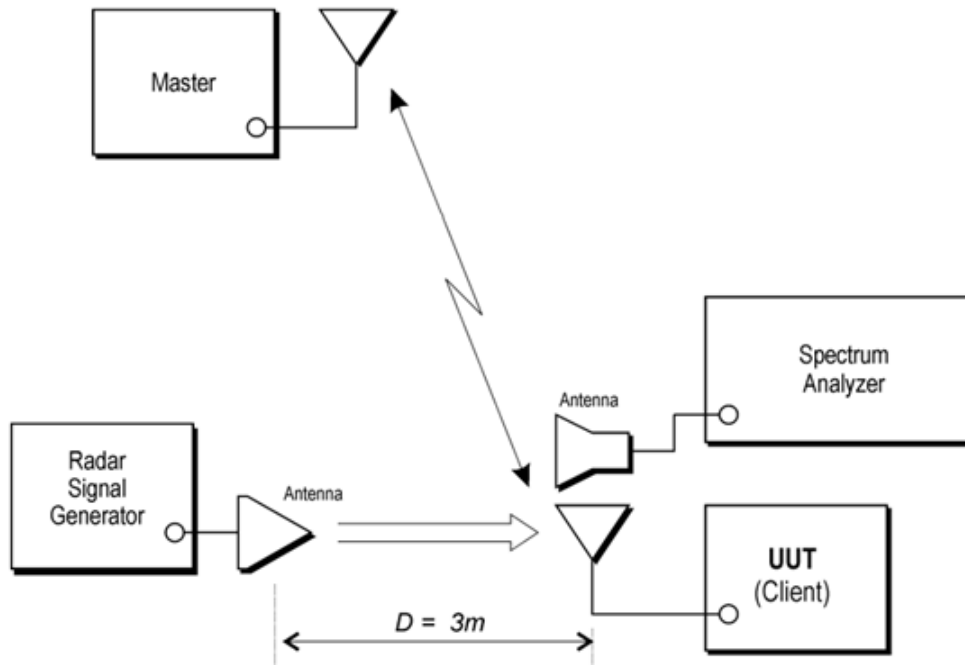 Master
Spectrum
Analyzer
Antenna
Radar
Signal
Generator
Antenna
UUT
(Client)
D = 3m